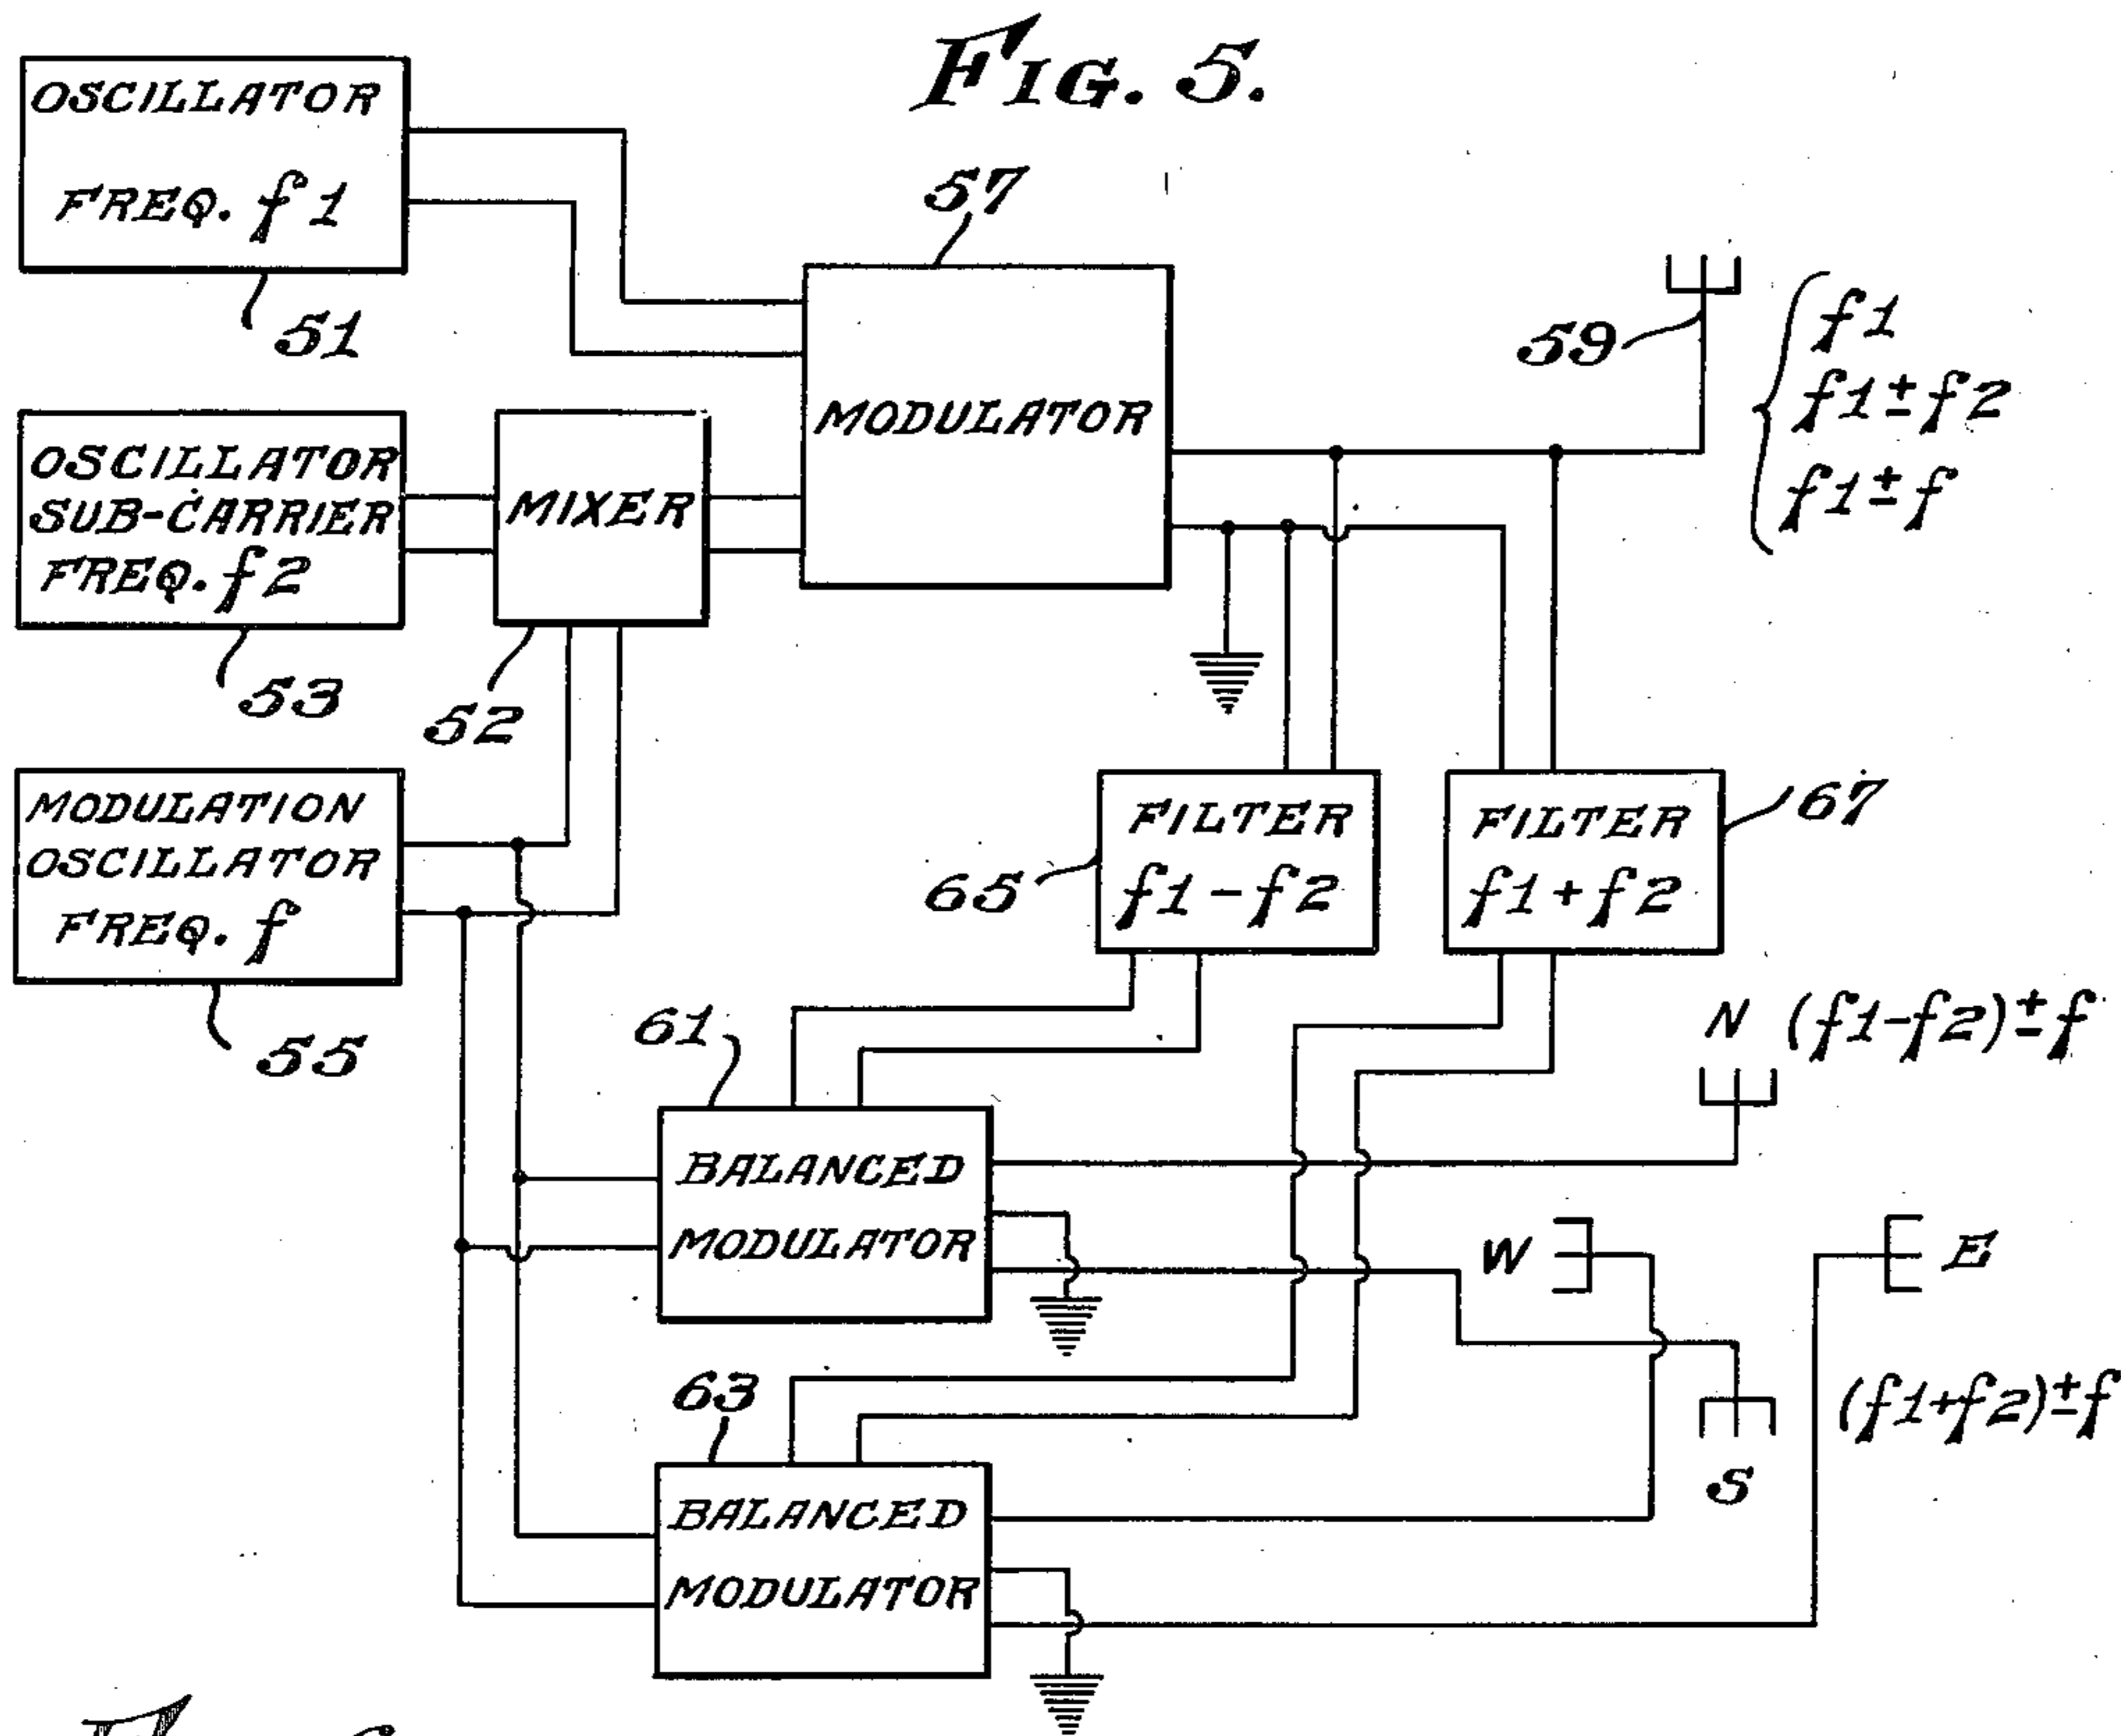 FIG. 5.
OSCILLATOR
FREQ. f1
51
57
MODULATOR
59
f1
f1±f2
f1±f
OSCILLATOR
SUB-CARRIER
FREQ. f2
53
MIXER
52
MODULATION
OSCILLATOR
FREQ. f
55
FILTER
f1-f2
65
FILTER
f1+f2
67
61
BALANCED
MODULATOR
N (f1-f2)±f
W
E
S
(f1+f2)±f
63
BALANCED
MODULATOR